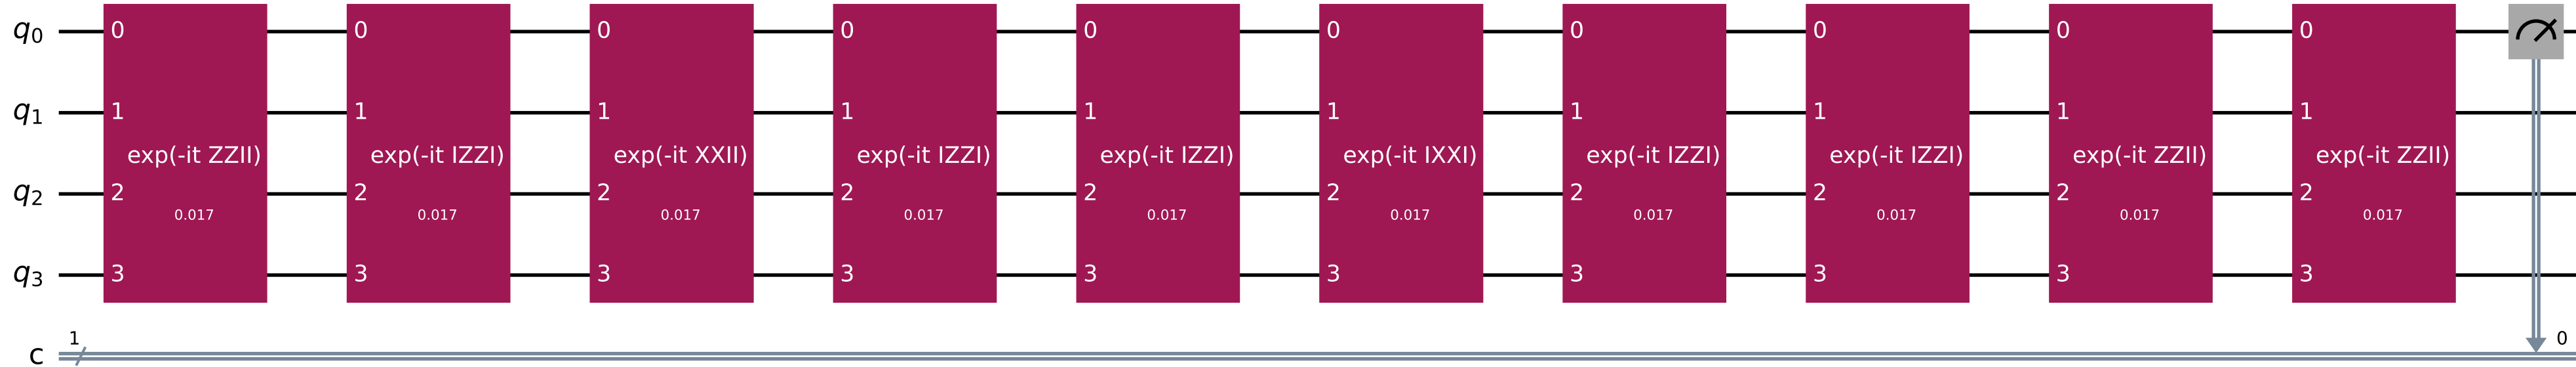 q0 0 0 0 0 0 0 0 0 0 0
q1 1 1 1 1 1 1 1 1 1 1
exp(-it ZZII) exp(-it IZZI) exp(-it XXII) exp(-it IZZI) exp(-it IZZI) exp(-it IXXI) exp(-it IZZI) exp(-it IZZI) exp(-it ZZII) exp(-it ZZII)
q2 2 2 2 2 2 2 2 2 2 2
0.017 0.017 0.017 0.017 0.017 0.017 0.017 0.017 0.017 0.017
q3 3 3 3 3 3 3 3 3 3 3
1 0
c